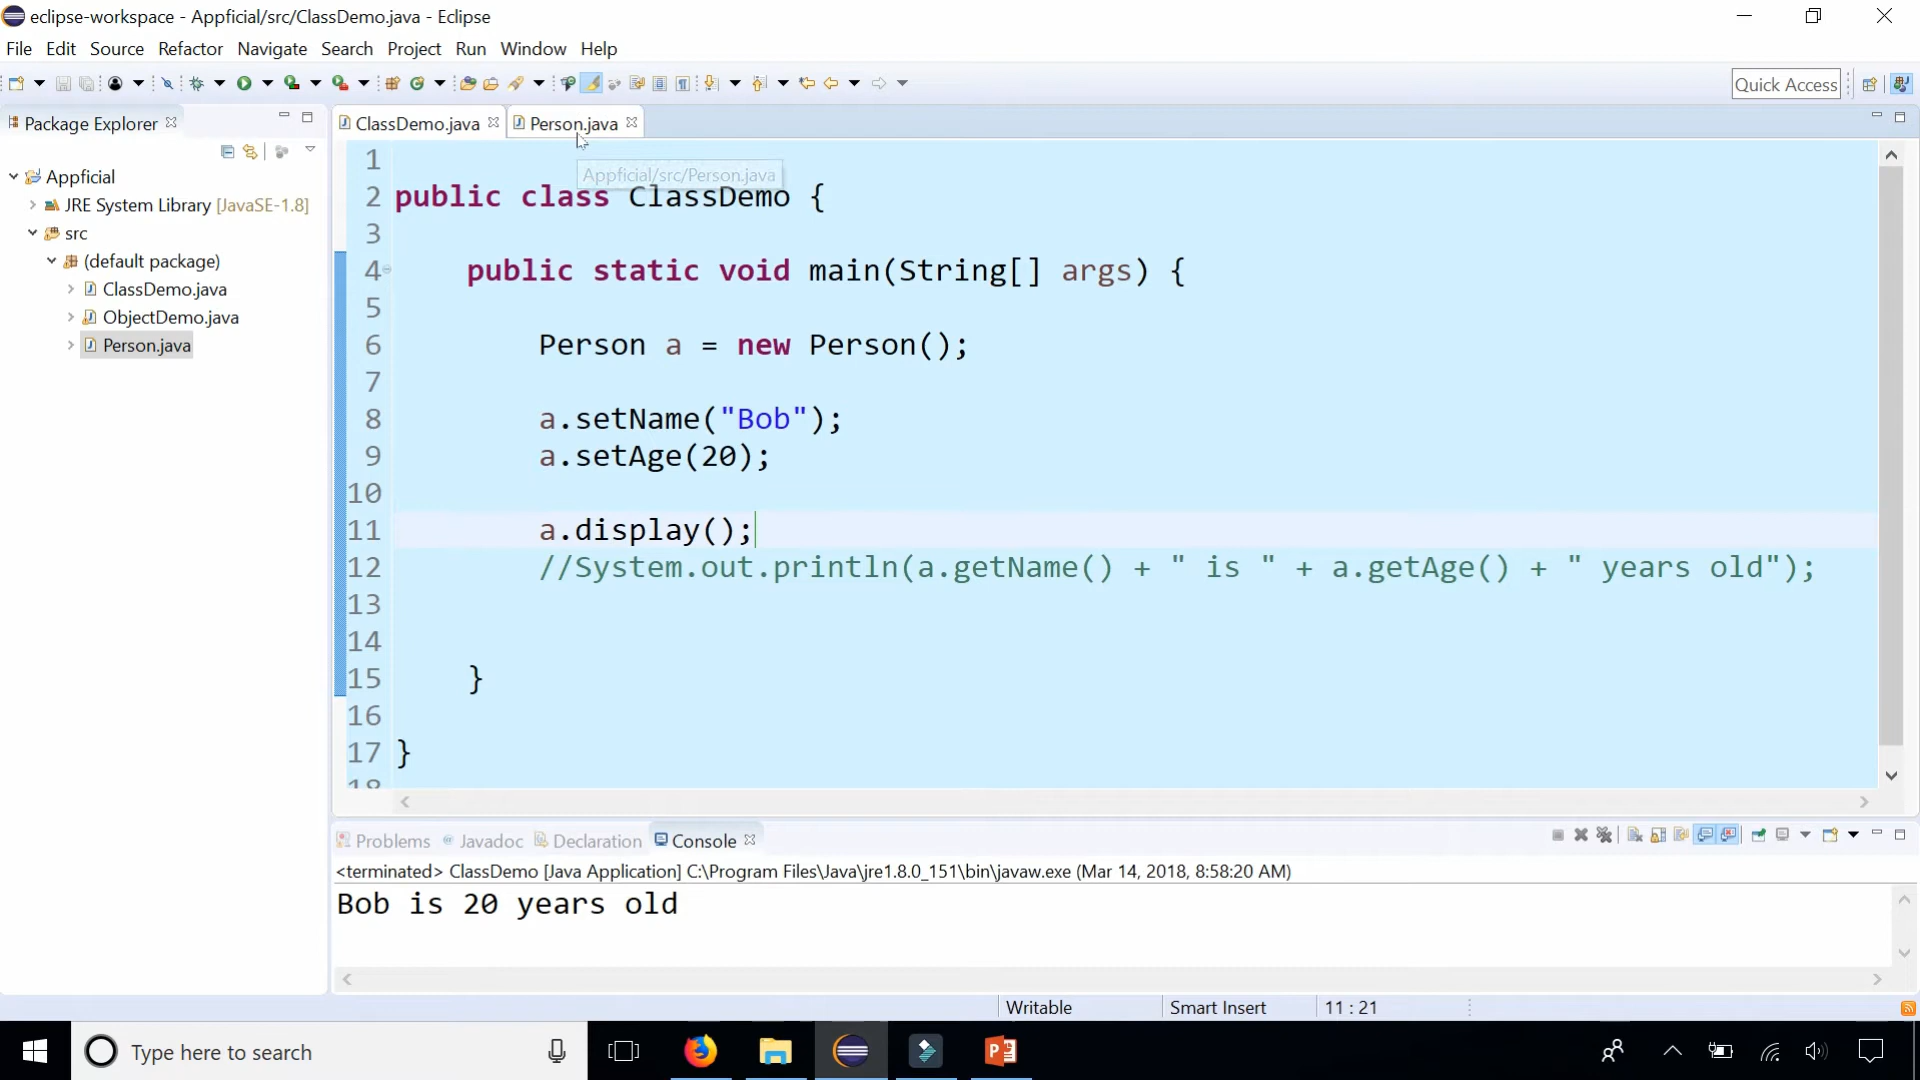 eclipse-workspace - Appficial/src/ClassDemo.java - Eclipse
File Edit Source Refactor Navigate Search Project Run Window Help
Quick Access
Package Explorer
Appficial
JRE System Library [JavaSE-1.8]
src
(default package)
ClassDemo.java
ObjectDemo.java
Person.java
ClassDemo.java Person.java
Appficial/src/Person.java
1
2 public class ClassDemo {
3
4 public static void main(String[] args) {
5
6 Person a = new Person();
7
8 a.setName("Bob");
9 a.setAge(20);
10
11 a.display();
12 //System.out.println(a.getName() + " is " + a.getAge() + " years old");
13
14
15 }
16
17 }
18
Problems Javadoc Declaration Console
<terminated> ClassDemo [Java Application] C:\Program Files\Java\jre1.8.0_151\bin\javaw.exe (Mar 14, 2018, 8:58:20 AM)
Bob is 20 years old
Writable Smart Insert 11 : 21
Type here to search